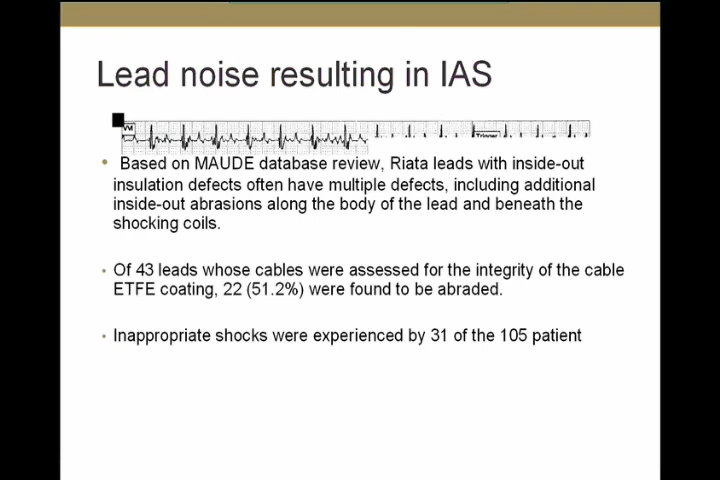 Lead noise resulting in IAS
VM
Trigger
• Based on MAUDE database review, Riata leads with inside-out
insulation defects often have multiple defects, including additional
inside-out abrasions along the body of the lead and beneath the
shocking coils.
• Of 43 leads whose cables were assessed for the integrity of the cable
ETFE coating, 22 (51.2%) were found to be abraded.
• Inappropriate shocks were experienced by 31 of the 105 patient